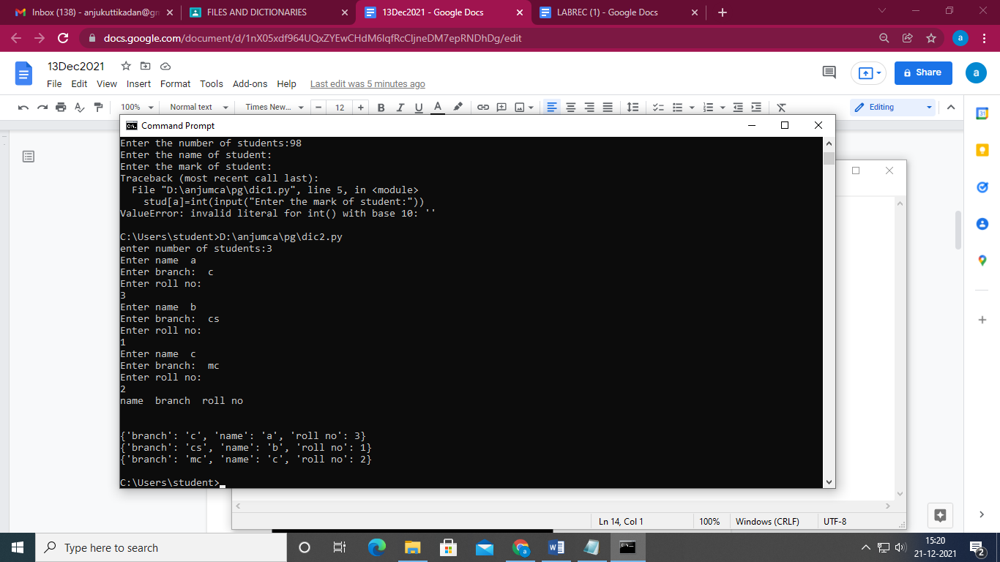 Inbox (138) - anjukuttikadan@gm
FILES AND DICTIONARIES
13Dec2021 - Google Docs
LABREC (1) - Google Docs
docs.google.com/document/d/1nX05xdf964UQxZYEwCHdM6IqfRcCIjneDM7epRNDhDg/edit
a
13Dec2021
File Edit View Insert Format Tools Add-ons Help Last edit was 5 minutes ago
Share
a
100% Normal text Times New... 12 B I U A Editing
Command Prompt
Enter the number of students:98
Enter the name of student:
Enter the mark of student:
Traceback (most recent call last):
File "D:\anjumca\pg\dic1.py", line 5, in <module>
stud[a]=int(input("Enter the mark of student:"))
ValueError: invalid literal for int() with base 10: ''
C:\Users\student>D:\anjumca\pg\dic2.py
enter number of students:3
Enter name  a
Enter branch:  c
Enter roll no:
3
Enter name  b
Enter branch:  cs
Enter roll no:
1
Enter name  c
Enter branch:  mc
Enter roll no:
2
name  branch  roll no
{'branch': 'c', 'name': 'a', 'roll no': 3}
{'branch': 'cs', 'name': 'b', 'roll no': 1}
{'branch': 'mc', 'name': 'c', 'roll no': 2}
C:\Users\student>
Ln 14, Col 1 100% Windows (CRLF) UTF-8
Type here to search
15:20
21-12-2021
2